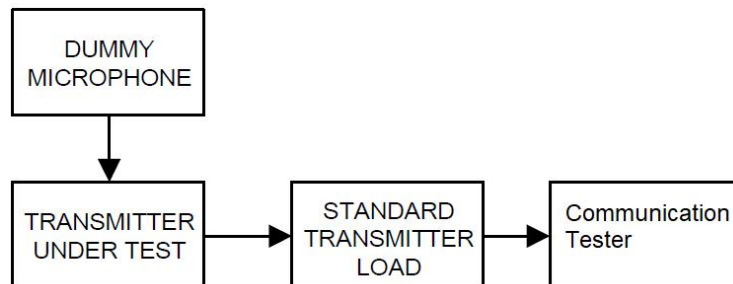 DUMMY
MICROPHONE
TRANSMITTER
UNDER TEST
STANDARD
TRANSMITTER
LOAD
Communication
Tester